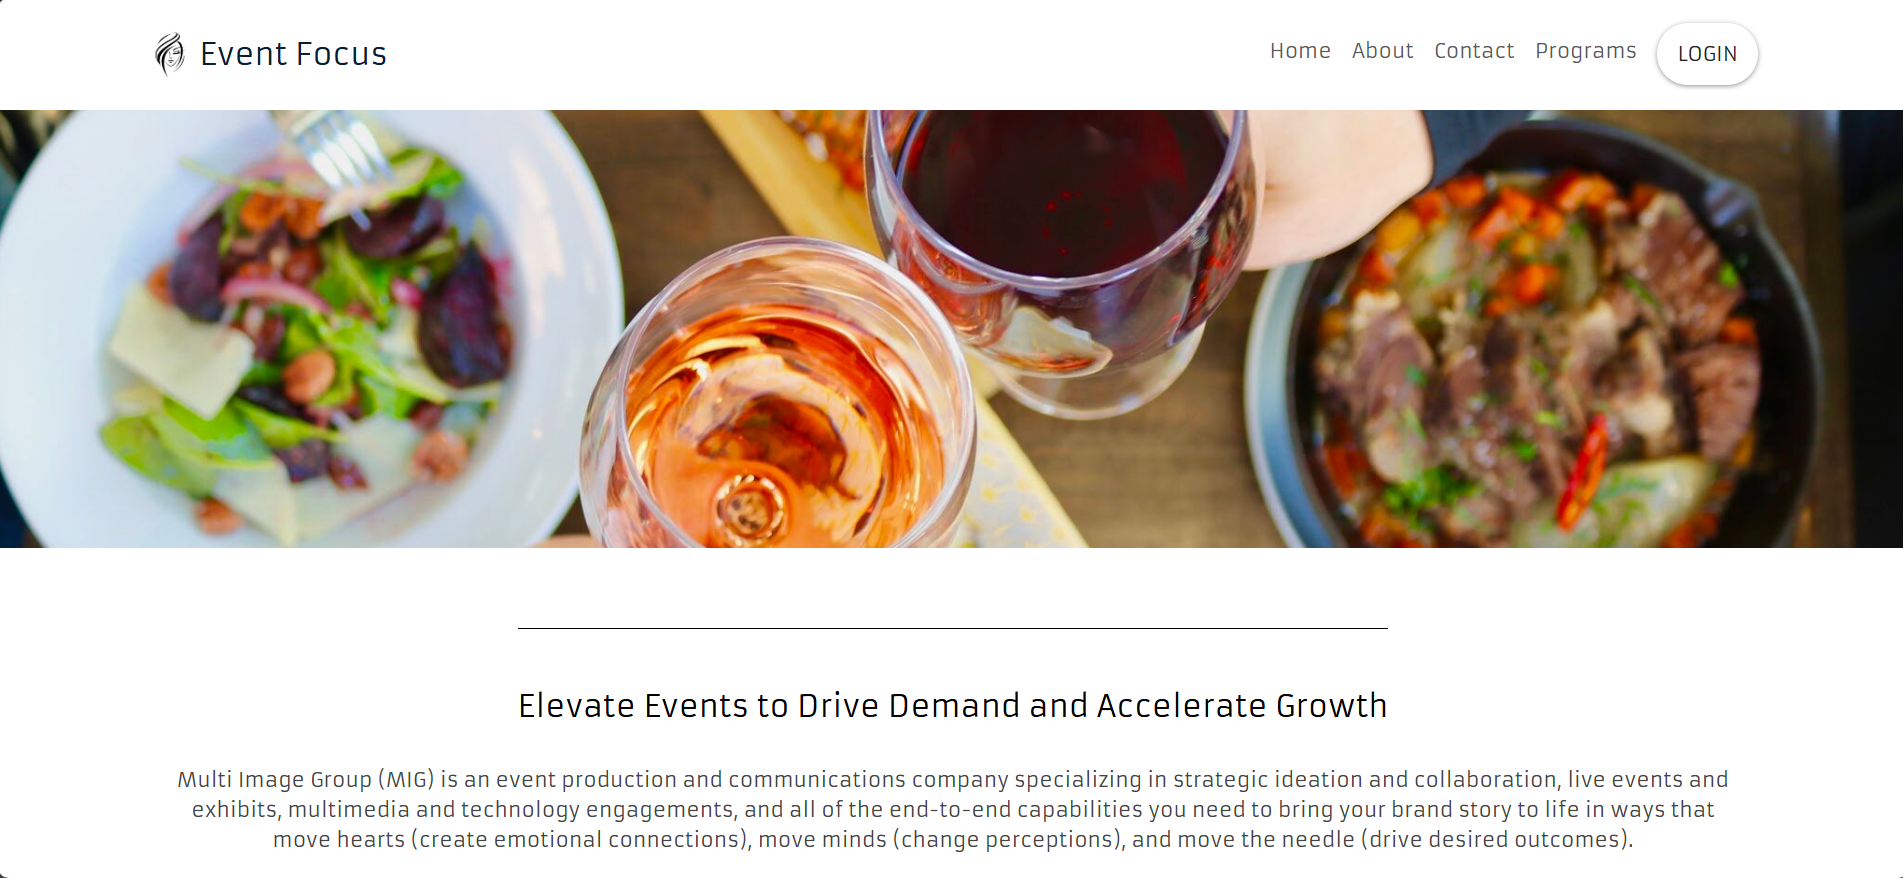 Event Focus
Home About Contact Programs LOGIN
Elevate Events to Drive Demand and Accelerate Growth
Multi Image Group (MIG) is an event production and communications company specializing in strategic ideation and collaboration, live events and
exhibits, multimedia and technology engagements, and all of the end-to-end capabilities you need to bring your brand story to life in ways that
move hearts (create emotional connections), move minds (change perceptions), and move the needle (drive desired outcomes).